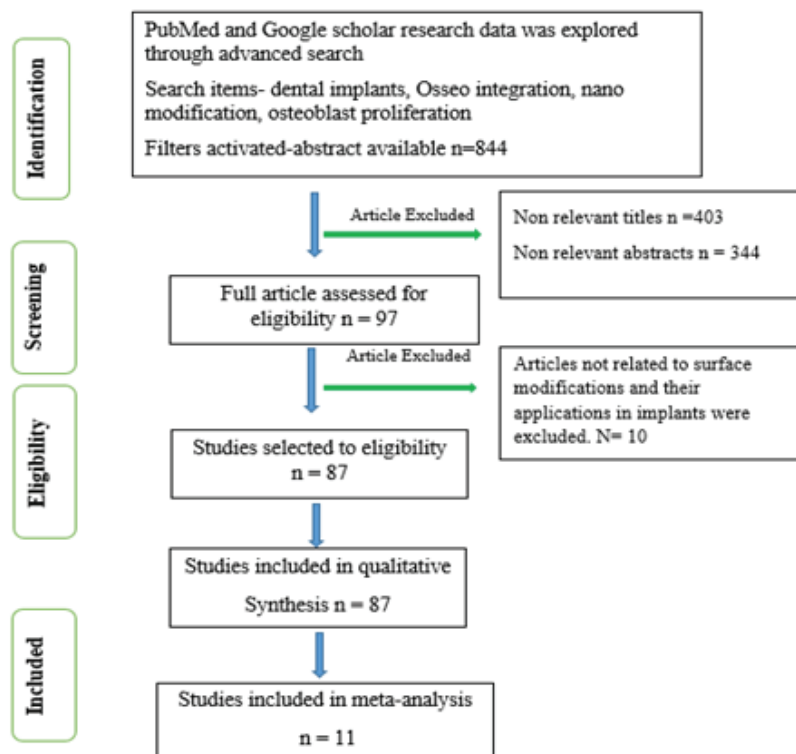 PubMed and Google scholar research data was explored
through advanced search
Search items- dental implants, Osseo integration, nano
modification, osteoblast proliferation
Filters activated-abstract available n=844
Identification
Article Excluded
Non relevant titles n =403
Non relevant abstracts n = 344
Screening
Full article assessed for
eligibility n = 97
Article Excluded
Articles not related to surface
modifications and their
applications in implants were
excluded. N= 10
Eligibility
Studies selected to eligibility
n = 87
Studies included in qualitative
Synthesis n = 87
Included
Studies included in meta-analysis
n = 11